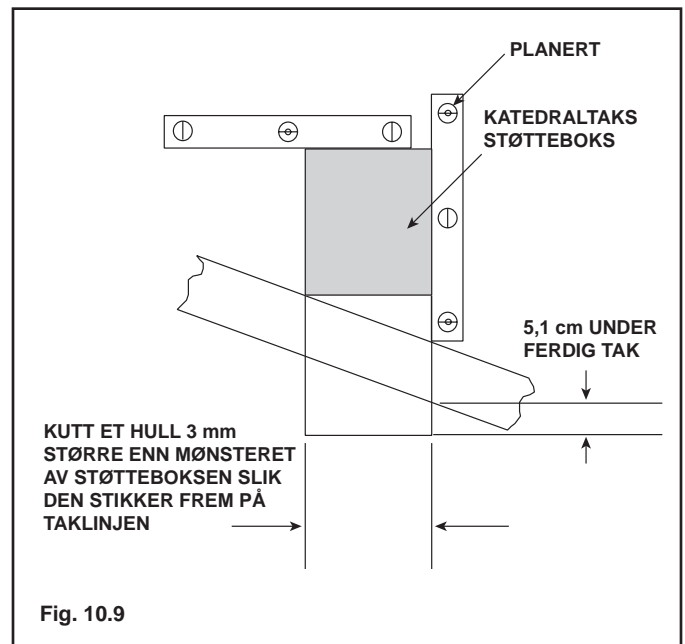 PLANERT
KATEDRALTAKS
STØTTEBOKS
5,1 cm UNDER
FERDIG TAK
KUTT ET HULL 3 mm
STØRRE ENN MØNSTERET
AV STØTTEBOKSEN SLIK
DEN STIKKER FREM PÅ
TAKLINJEN
Fig. 10.9